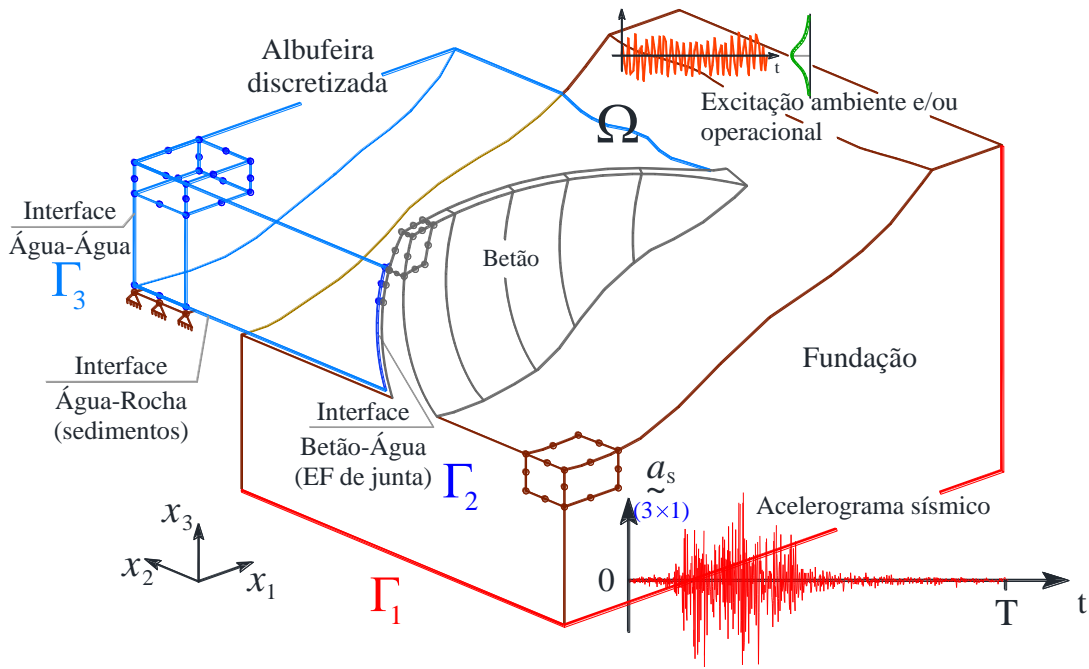 Albufeira
discretizada
t
Excitação ambiente e/ou
operacional
Ω
Interface
Água-Água
Γ3
Betão
Fundação
Interface
Água-Rocha
(sedimentos)
Interface
Betão-Água
(EF de junta)
Γ2
a̰s
(3×1)
Acelerograma sísmico
x3
x2
x1
Γ1
0
T
t